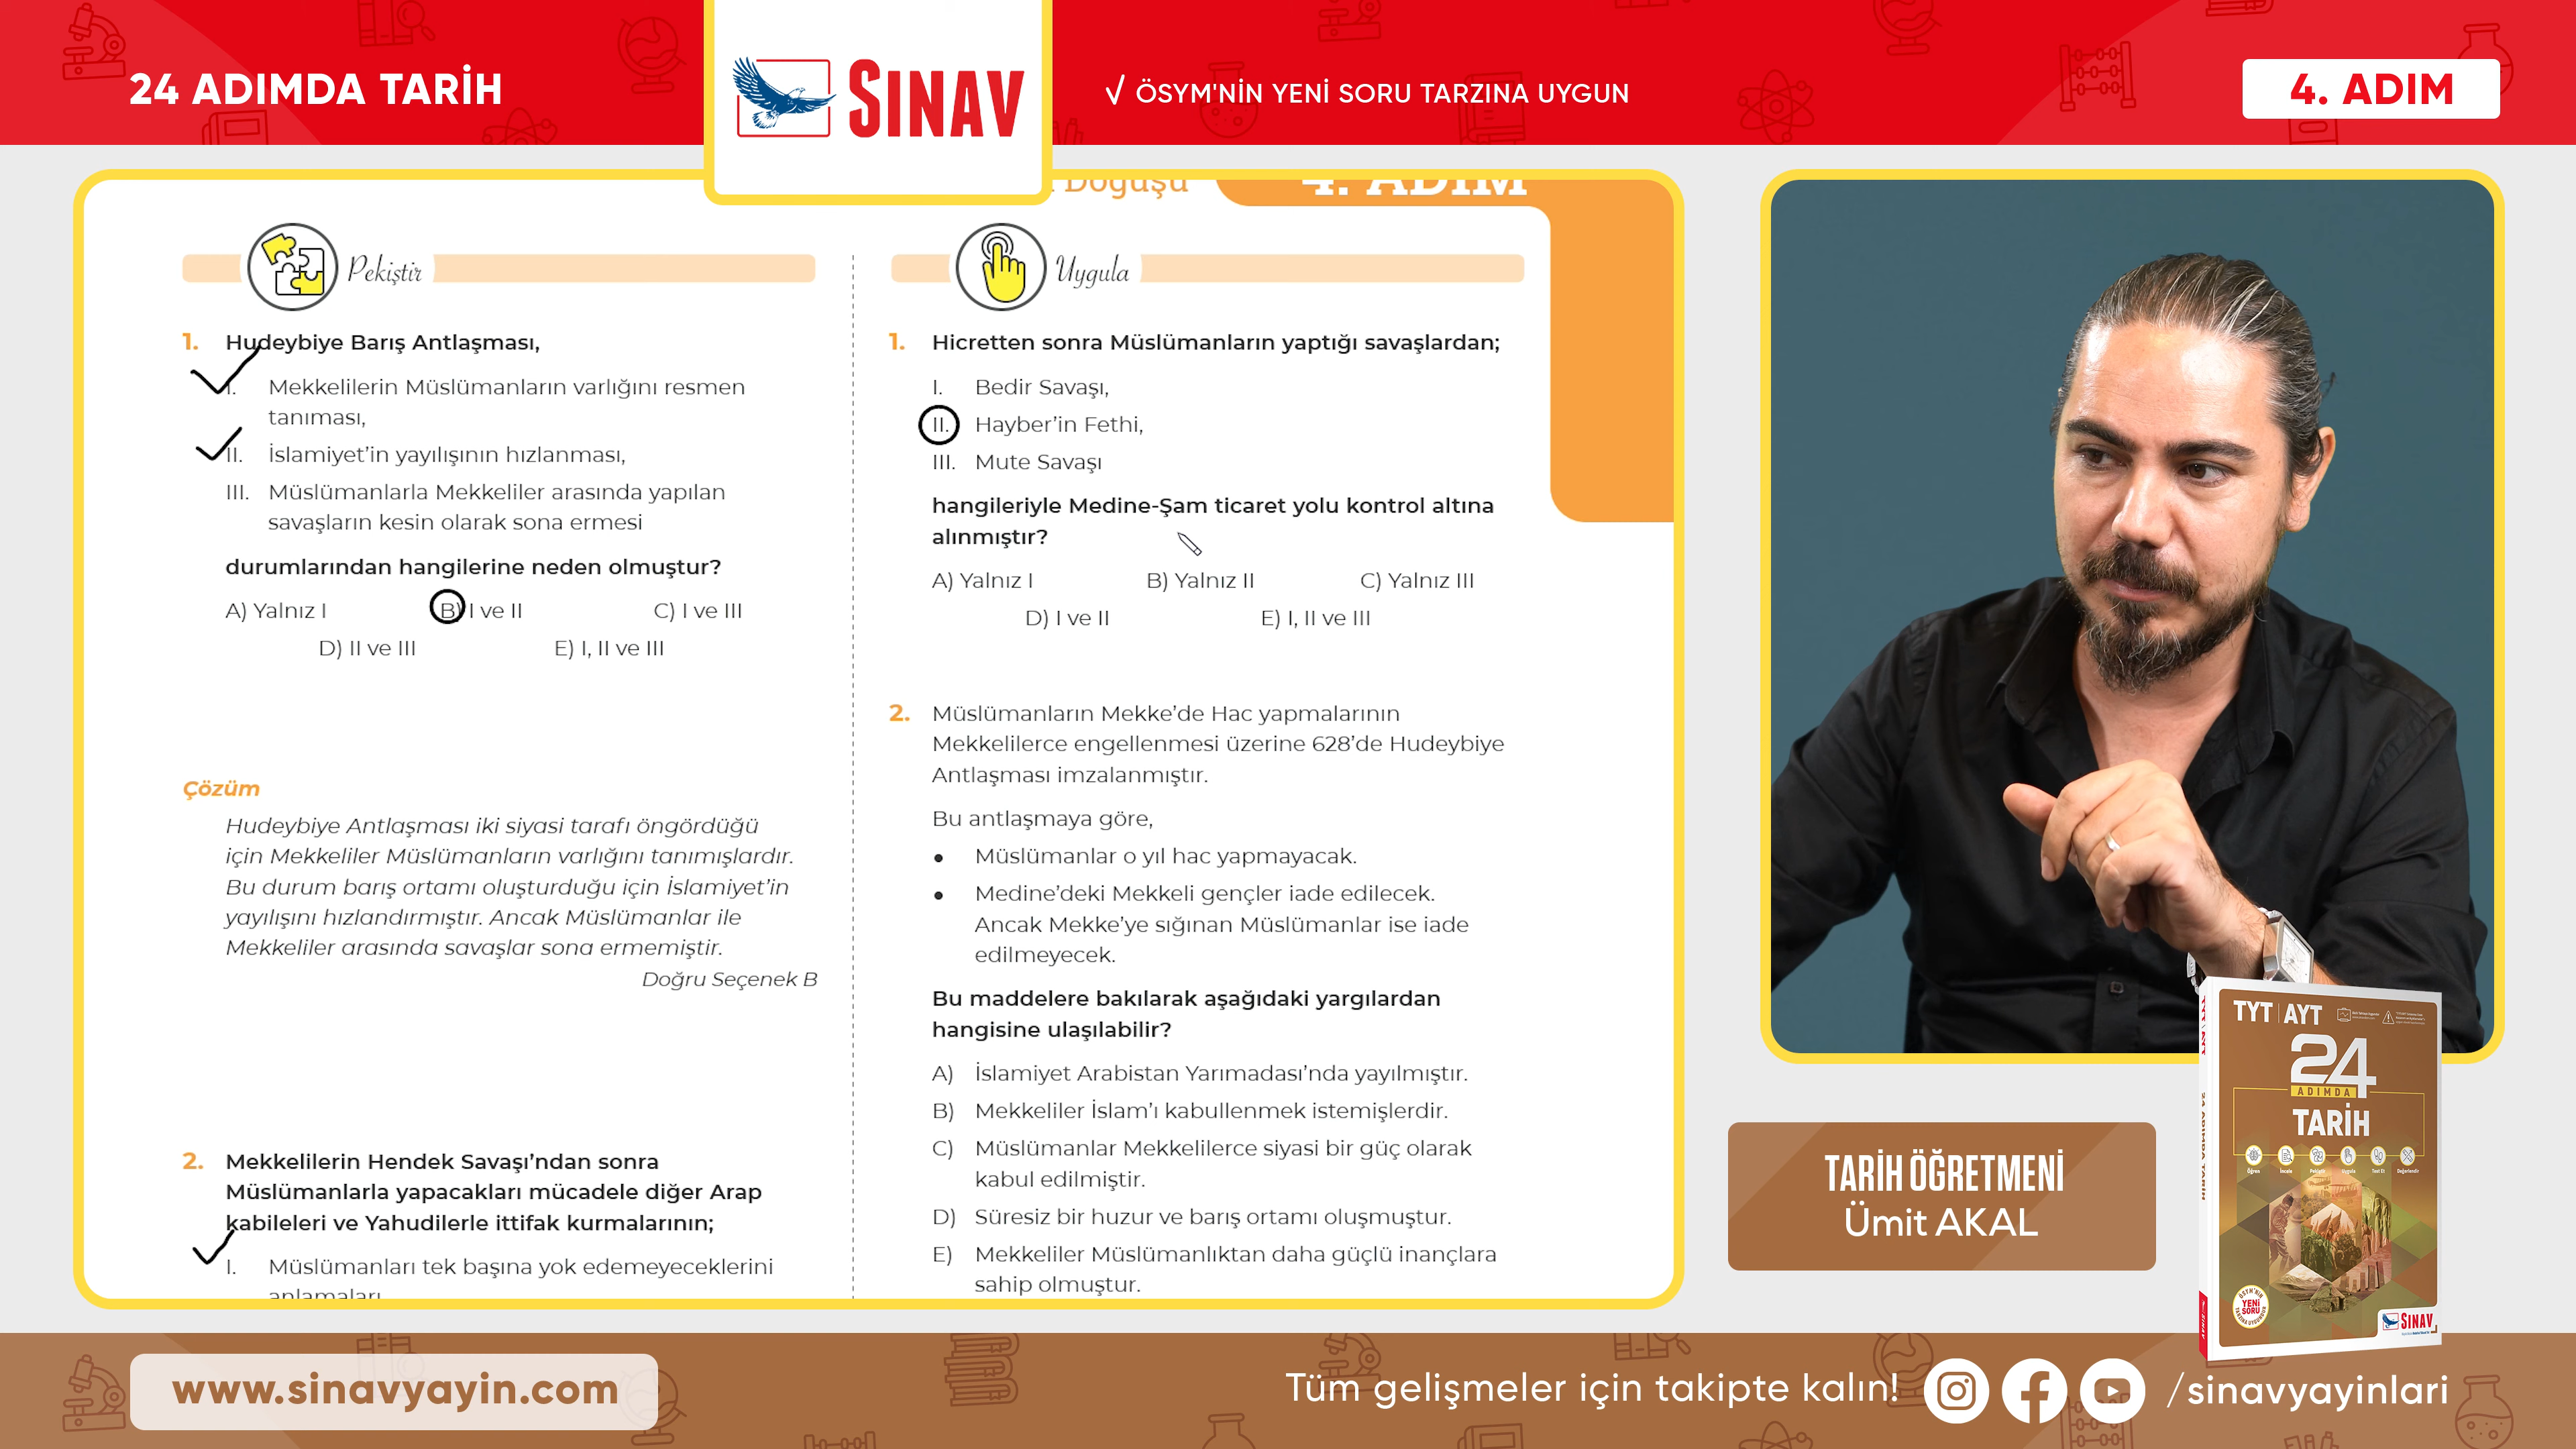 24 ADIMDA TARİH
SINAV
√ ÖSYM'NİN YENİ SORU TARZINA UYGUN
4. ADIM
Doğuşu
4. ADIM
Pekiştir
1. Hudeybiye Barış Antlaşması,
I. Mekkelilerin Müslümanların varlığını resmen
tanıması,
II. İslamiyet'in yayılışının hızlanması,
III. Müslümanlarla Mekkeliler arasında yapılan
savaşların kesin olarak sona ermesi
durumlarından hangilerine neden olmuştur?
A) Yalnız I B) I ve II C) I ve III
D) II ve III E) I, II ve III
Çözüm
Hudeybiye Antlaşması iki siyasi tarafı öngördüğü
için Mekkeliler Müslümanların varlığını tanımışlardır.
Bu durum barış ortamı oluşturduğu için İslamiyet'in
yayılışını hızlandırmıştır. Ancak Müslümanlar ile
Mekkeliler arasında savaşlar sona ermemiştir.
Doğru Seçenek B
2. Mekkelilerin Hendek Savaşı'ndan sonra
Müslümanlarla yapacakları mücadele diğer Arap
kabileleri ve Yahudilerle ittifak kurmalarının;
I. Müslümanları tek başına yok edemeyeceklerini
anlamaları
Uygula
1. Hicretten sonra Müslümanların yaptığı savaşlardan;
I. Bedir Savaşı,
II. Hayber'in Fethi,
III. Mute Savaşı
hangileriyle Medine-Şam ticaret yolu kontrol altına
alınmıştır?
A) Yalnız I B) Yalnız II C) Yalnız III
D) I ve II E) I, II ve III
2. Müslümanların Mekke'de Hac yapmalarının
Mekkelilerce engellenmesi üzerine 628'de Hudeybiye
Antlaşması imzalanmıştır.
Bu antlaşmaya göre,
• Müslümanlar o yıl hac yapmayacak.
• Medine'deki Mekkeli gençler iade edilecek.
Ancak Mekke'ye sığınan Müslümanlar ise iade
edilmeyecek.
Bu maddelere bakılarak aşağıdaki yargılardan
hangisine ulaşılabilir?
A) İslamiyet Arabistan Yarımadası'nda yayılmıştır.
B) Mekkeliler İslam'ı kabullenmek istemişlerdir.
C) Müslümanlar Mekkelilerce siyasi bir güç olarak
kabul edilmiştir.
D) Süresiz bir huzur ve barış ortamı oluşmuştur.
E) Mekkeliler Müslümanlıktan daha güçlü inançlara
sahip olmuştur.
TYT | AYT
24
ADIMDA
TARİH
YENİ
SORU
SINAV
TARİH ÖĞRETMENİ
Ümit AKAL
www.sinavyayin.com
Tüm gelişmeler için takipte kalın!
/sinavyayinlari